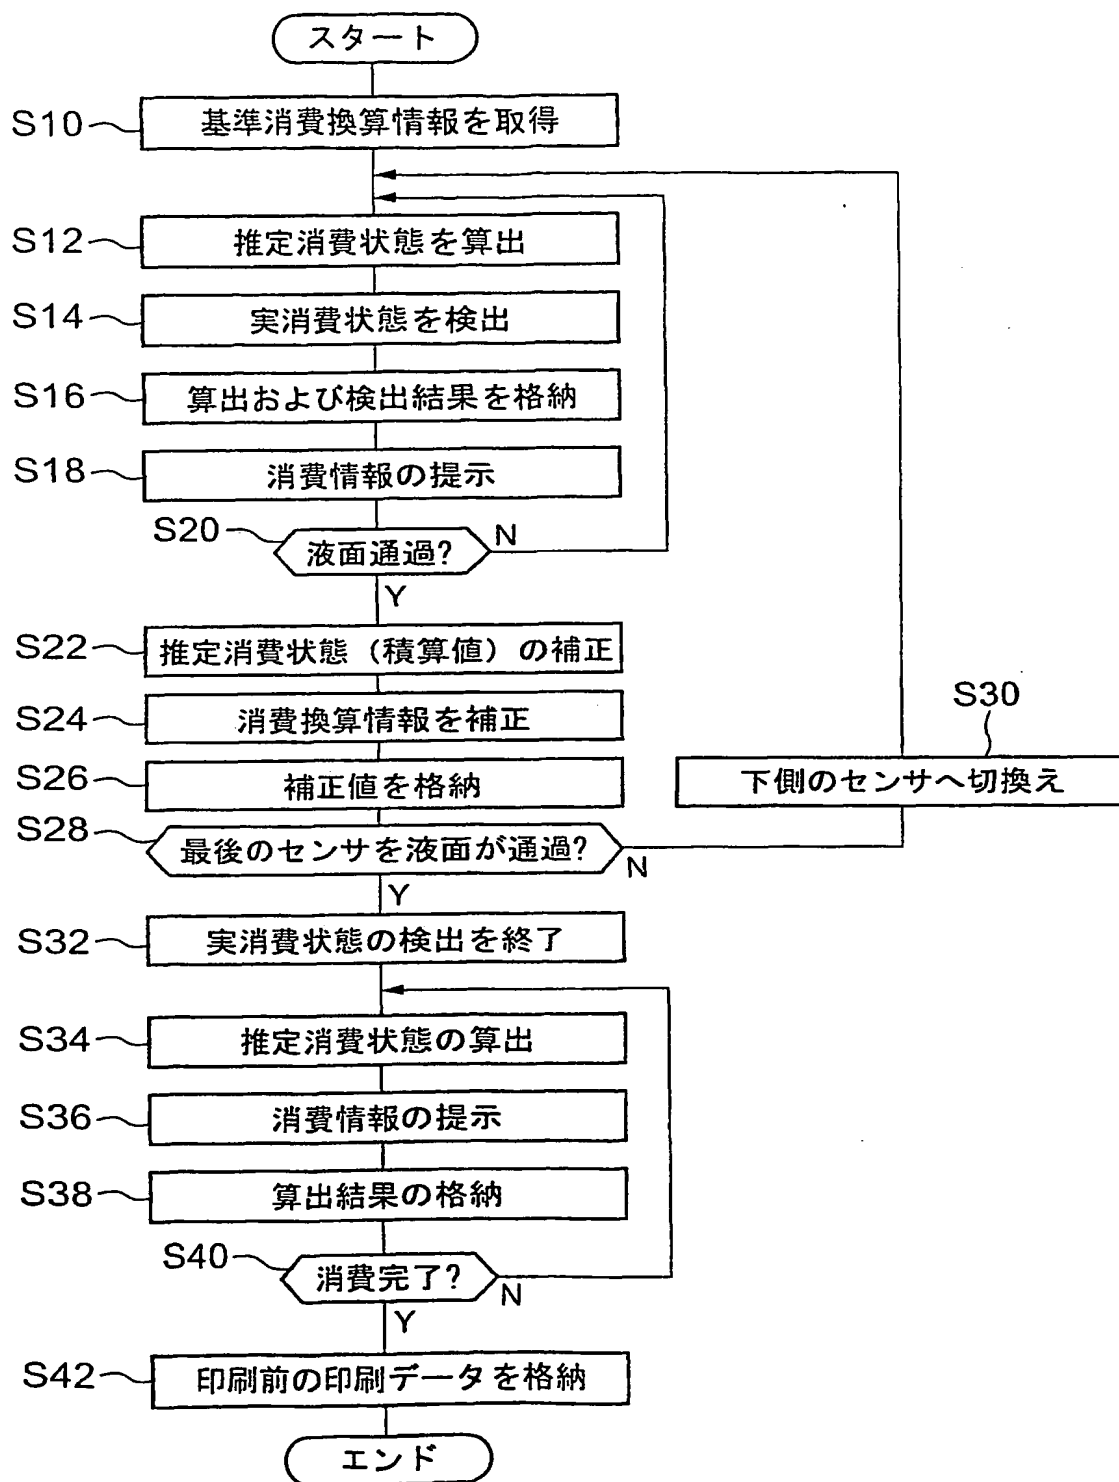 スタート
S10
基準消費換算情報を取得
S12
推定消費状態を算出
S14
実消費状態を検出
S16
算出および検出結果を格納
S18
消費情報の提示
S20
液面通過?
N
Y
S22
推定消費状態（積算値）の補正
S24
消費換算情報を補正
S30
S26
補正値を格納
下側のセンサへ切換え
S28
最後のセンサを液面が通過?
N
Y
S32
実消費状態の検出を終了
S34
推定消費状態の算出
S36
消費情報の提示
S38
算出結果の格納
S40
消費完了?
N
Y
S42
印刷前の印刷データを格納
エンド